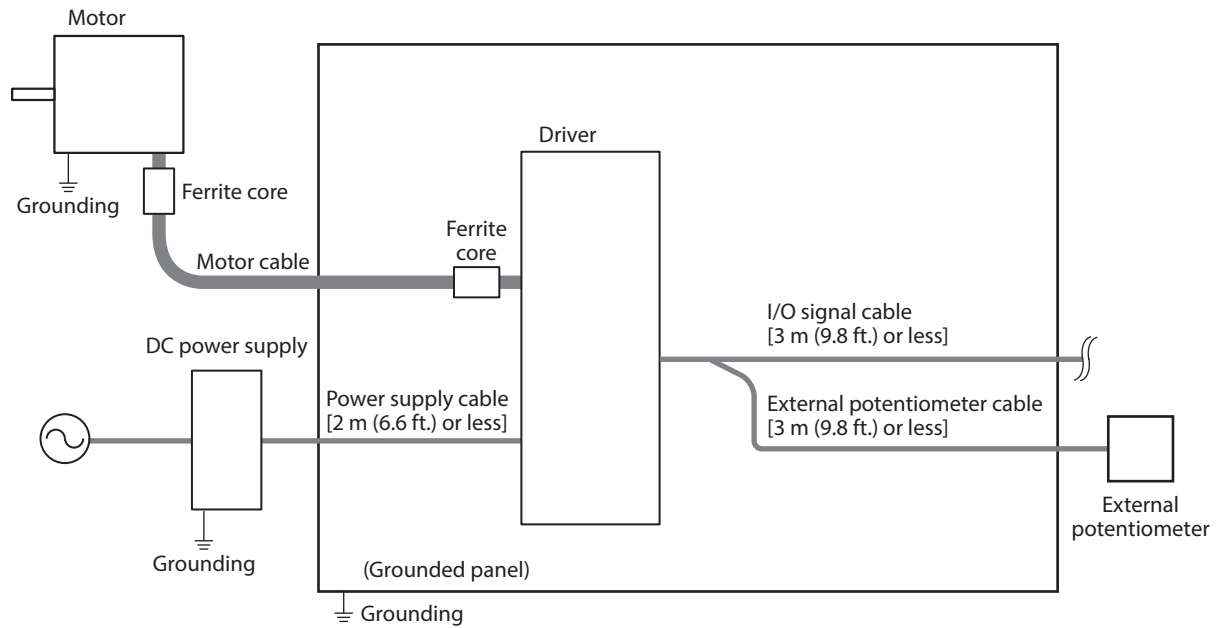 Motor
Driver
Grounding
Ferrite core
Ferrite
core
Motor cable
I/O signal cable
[3 m (9.8 ft.) or less]
DC power supply
Power supply cable
[2 m (6.6 ft.) or less]
External potentiometer cable
[3 m (9.8 ft.) or less]
External
potentiometer
Grounding
(Grounded panel)
Grounding